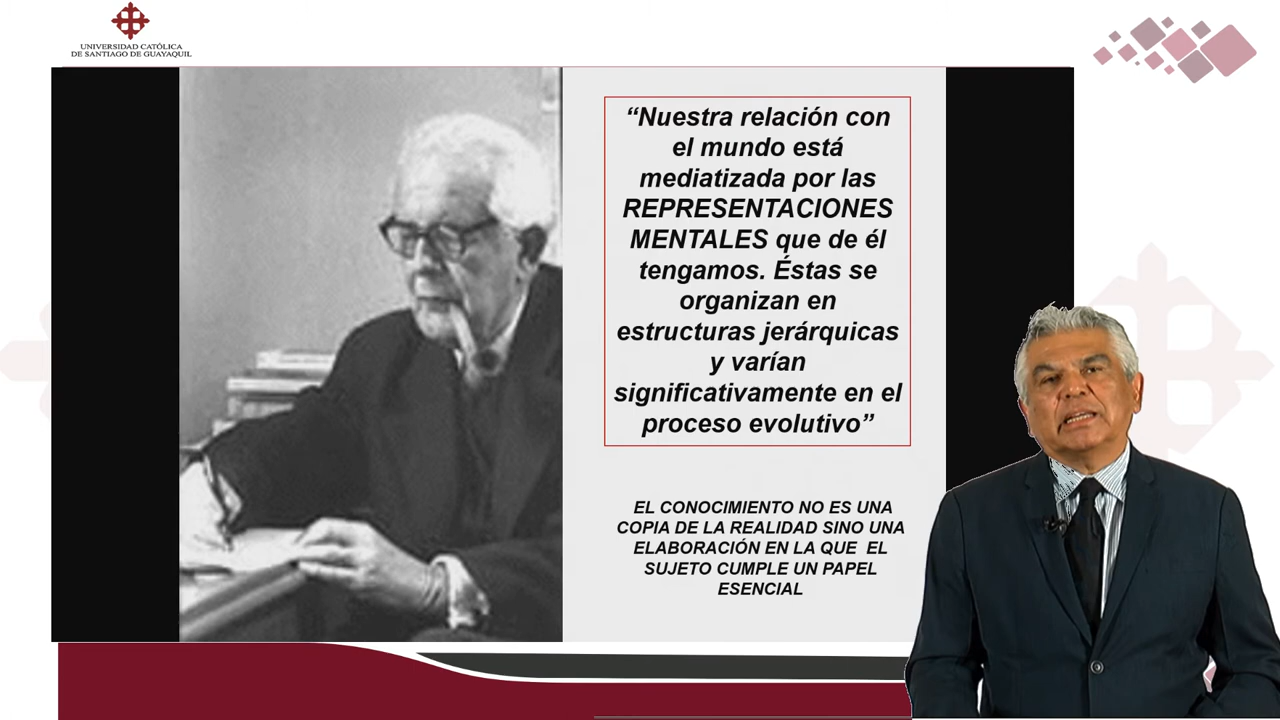 UNIVERSIDAD CATÓLICA
DE SANTIAGO DE GUAYAQUIL
“Nuestra relación con
el mundo está
mediatizada por las
REPRESENTACIONES
MENTALES que de él
tengamos. Éstas se
organizan en
estructuras jerárquicas
y varían
significativamente en el
proceso evolutivo”
EL CONOCIMIENTO NO ES UNA
COPIA DE LA REALIDAD SINO UNA
ELABORACIÓN EN LA QUE EL
SUJETO CUMPLE UN PAPEL
ESENCIAL